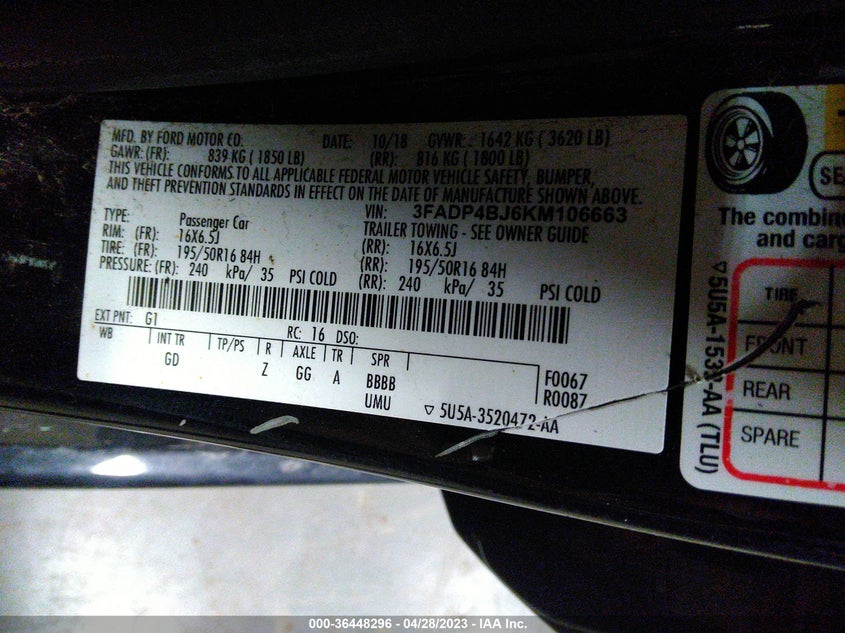 MFD. BY FORD MOTOR CO. DATE: 10/18 GVWR: 1642 KG ( 3620 LB)
GAWR: (FR): 839 KG ( 1850 LB) (RR): 816 KG ( 1800 LB)
THIS VEHICLE CONFORMS TO ALL APPLICABLE FEDERAL MOTOR VEHICLE SAFETY, BUMPER,
AND THEFT PREVENTION STANDARDS IN EFFECT ON THE DATE OF MANUFACTURE SHOWN ABOVE.
VIN: 3FADP4BJ6KM106663
TYPE: Passenger Car TRAILER TOWING - SEE OWNER GUIDE
RIM: (FR): 16X6.5J (RR): 16X6.5J
TIRE: (FR): 195/50R16 84H (RR): 195/50R16 84H
PRESSURE: (FR): 240 kPa/ 35 PSI COLD (RR): 240 kPa/ 35 PSI COLD
EXT PNT: G1 RC: 16 DSO:
WB INT TR TP/PS R AXLE TR SPR
GD Z GG A BBBB F0067
UMU R0087
▽ 5U5A-3520472-AA
SE
The combin
and carg
TIRE
FRONT
REAR
SPARE
▽5U5A-1532-AA (TLU)
000-36448296 - 04/28/2023 - IAA Inc.